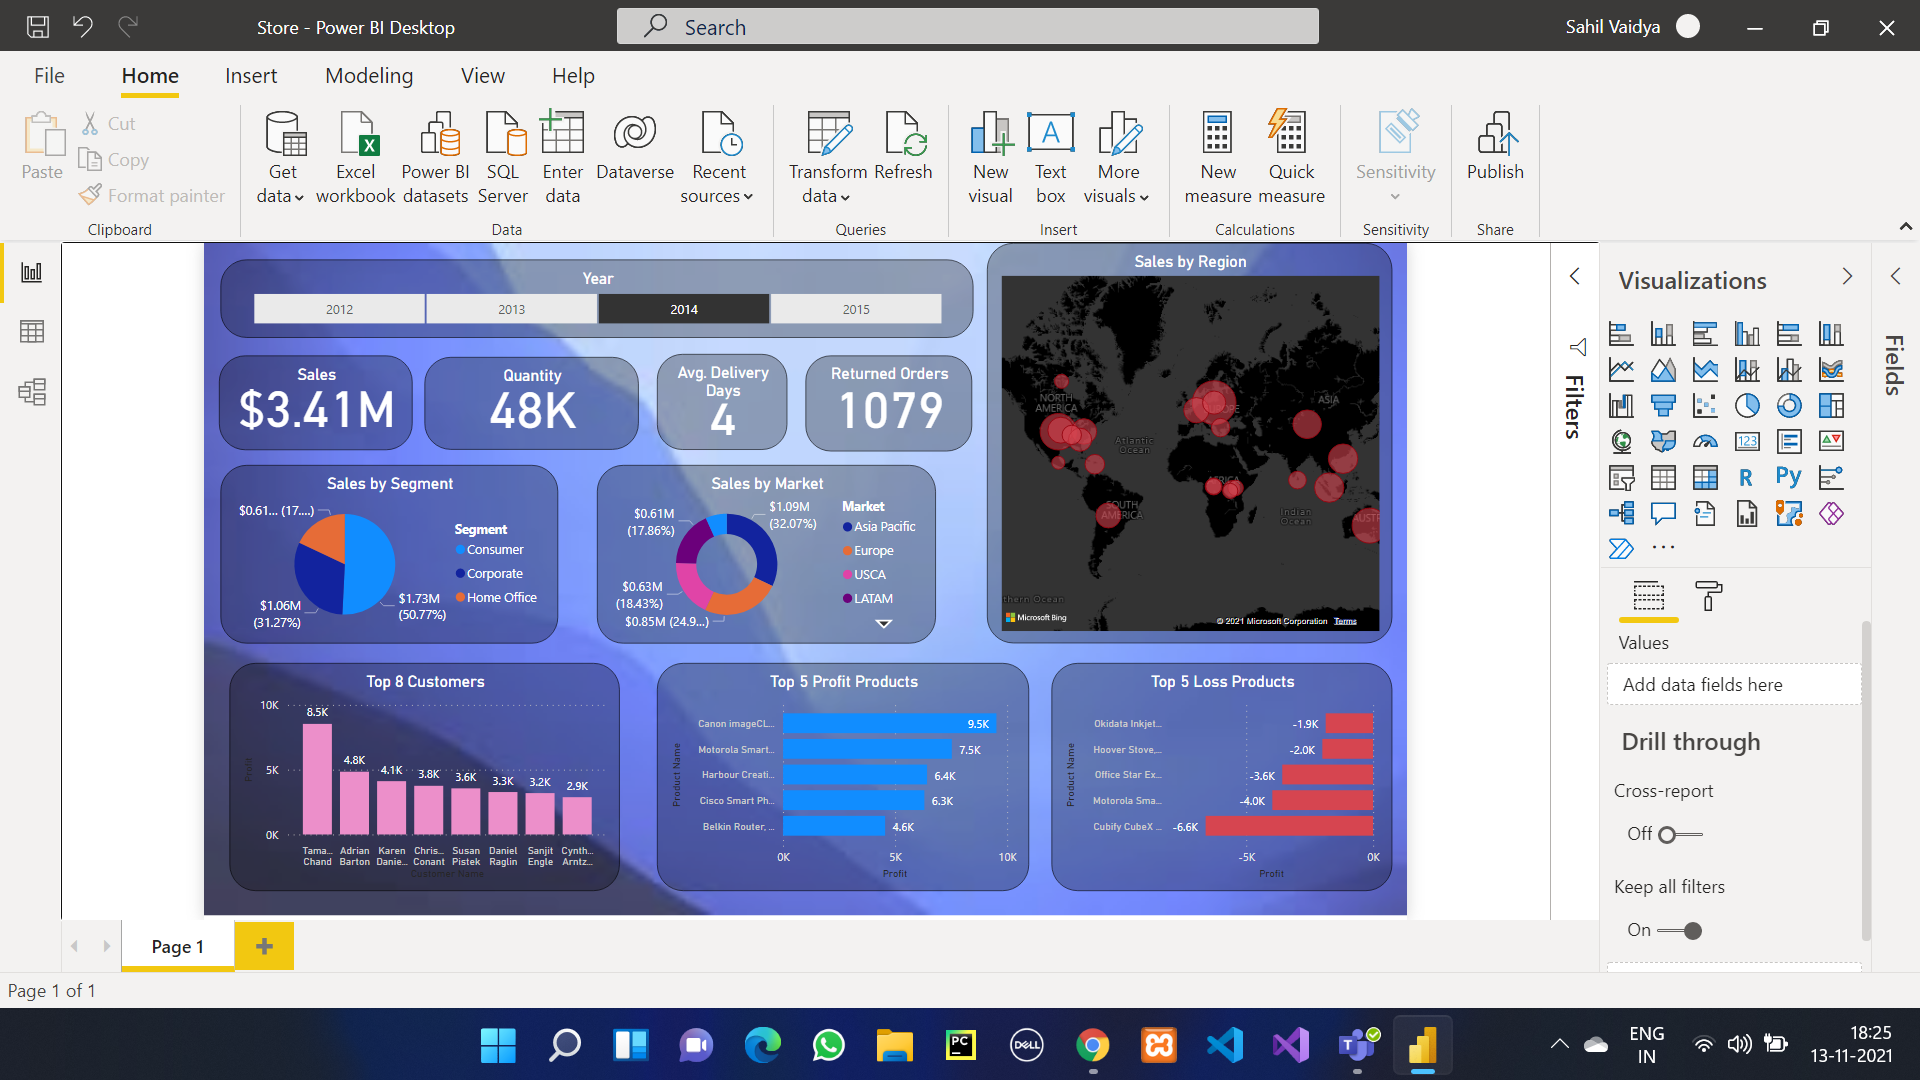 Store - Power BI Desktop
Search
Sahil Vaidya
File
Home
Insert
Modeling
View
Help
Paste
Cut
Copy
Format painter
Clipboard
Get data
Excel workbook
Power BI datasets
SQL Server
Enter data
Dataverse
Recent sources
Data
Transform data
Refresh
Queries
New visual
Text box
More visuals
Insert
New measure
Quick measure
Calculations
Sensitivity
Sensitivity
Publish
Share
Year
2012
2013
2014
2015
Sales
$3.41M
Quantity
48K
Avg. Delivery
Days
4
Returned Orders
1079
Sales by Region
NORTH
AMERICA
Atlantic
Ocean
ASIA
SOUTH
AMERICA
Indian
Ocean
Microsoft Bing
© 2021 Microsoft Corporation Terms
Sales by Segment
$0.61... (17....)
$1.06M
(31.27%)
$1.73M
(50.77%)
Segment
Consumer
Corporate
Home Office
Sales by Market
$0.61M
(17.86%)
$1.09M
(32.07%)
$0.63M
(18.43%)
$0.85M (24.9...)
Market
Asia Pacific
Europe
USCA
LATAM
Top 8 Customers
Profit
10K
5K
0K
8.5K
4.8K
4.1K
3.8K
3.6K
3.3K
3.2K
2.9K
Tama... Chand
Adrian Barton
Karen Danie...
Chris... Conant
Susan Pistek
Daniel Raglin
Sanjit Engle
Cynth... Arntz...
Customer Name
Top 5 Profit Products
Product Name
Canon imageCL... 9.5K
Motorola Smart... 7.5K
Harbour Creati... 6.4K
Cisco Smart Ph... 6.3K
Belkin Router, ... 4.6K
0K 5K 10K
Profit
Top 5 Loss Products
Product Name
Okidata Inkjet... -1.9K
Hoover Stove,... -2.0K
Office Star Ex... -3.6K
Motorola Sma... -4.0K
Cubify CubeX ... -6.6K
-5K 0K
Profit
Filters
Visualizations
123
R
Py
...
Values
Add data fields here
Drill through
Cross-report
Off
Keep all filters
On
Fields
Page 1
Page 1 of 1
PC
DELL
ENG
IN
18:25
13-11-2021